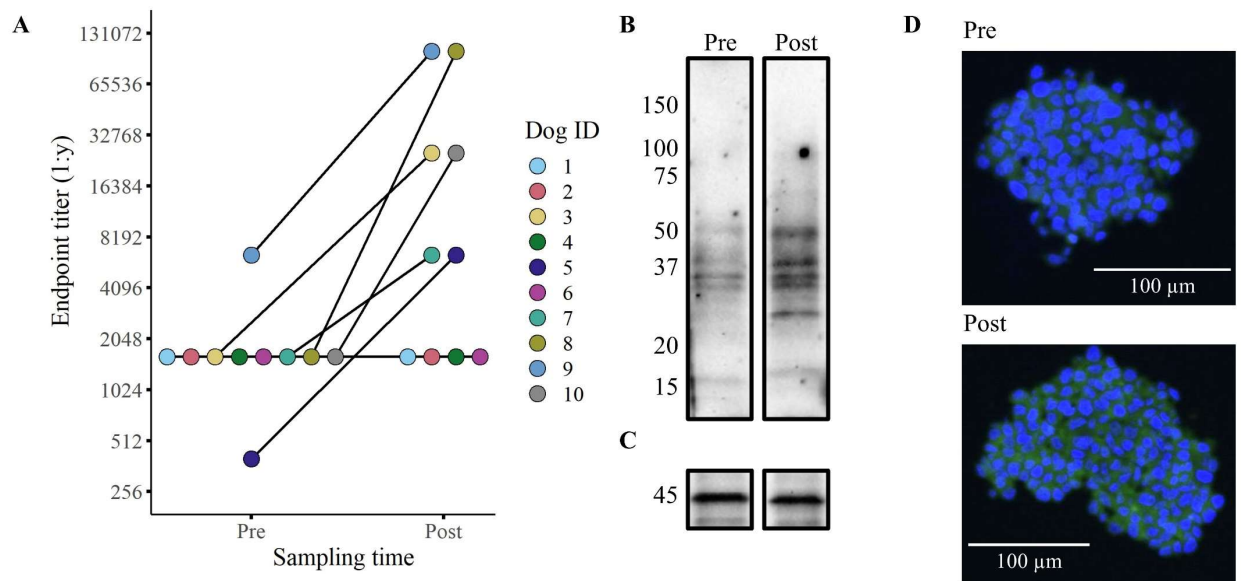 A
Endpoint titer (1:y)
131072
65536
32768
16384
8192
4096
2048
1024
512
256
Pre
Post
Sampling time
Dog ID
1
2
3
4
5
6
7
8
9
10
B
Pre
Post
150
100
75
50
37
20
15
C
45
D
Pre
100 µm
Post
100 µm